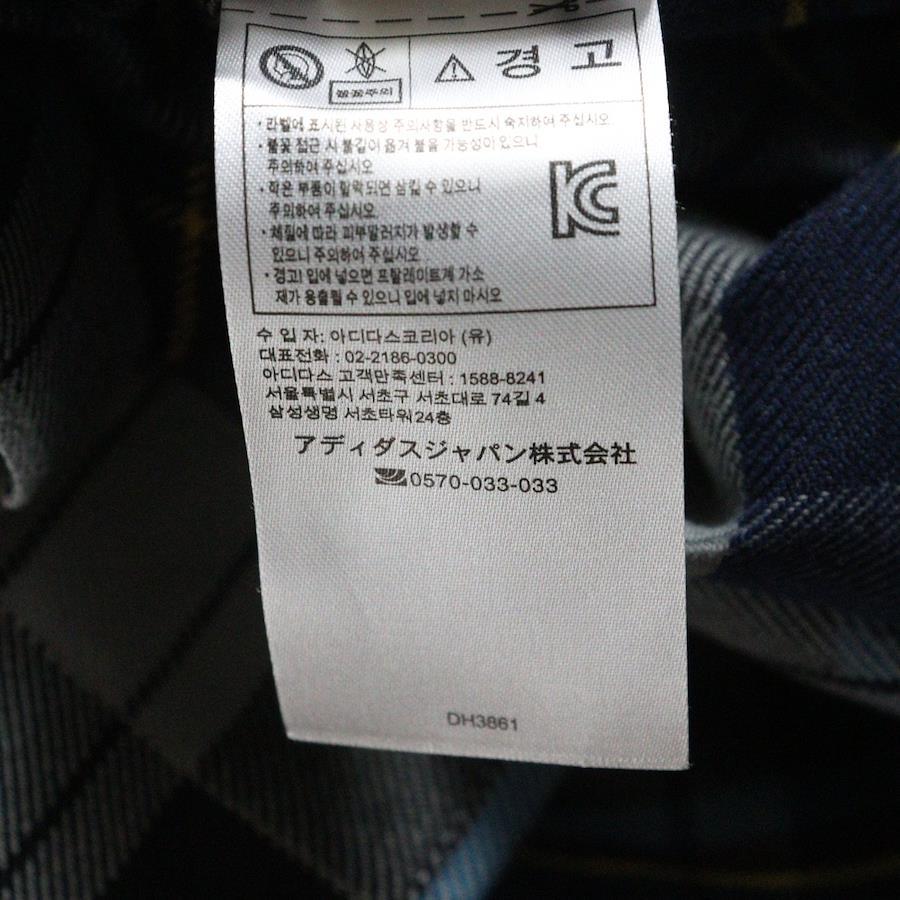 불꽃주의
경고
• 라벨에 표시된 사용상 주의사항을 반드시 숙지하여 주십시오.
• 불꽃 접근 시 불길이 옮겨 붙을 가능성이 있으니
주의하여 주십시오
• 작은 부품이 탈락되면 삼킬 수 있으니
주의하여 주십시오.
• 체질에 따라 피부알러지가 발생할 수
있으니 주의하여 주십시오
• 경고! 입에 넣으면 프탈레이트계 가소
제가 용출될 수 있으니 입에 넣지 마시오
KC
수 입 자: 아디다스코리아 (유)
대표전화 : 02-2186-0300
아디다스 고객만족센터 : 1588-8241
서울특별시 서초구 서초대로 74길 4
삼성생명 서초타워24층
アディダスジャパン株式会社
0570-033-033
DH3861